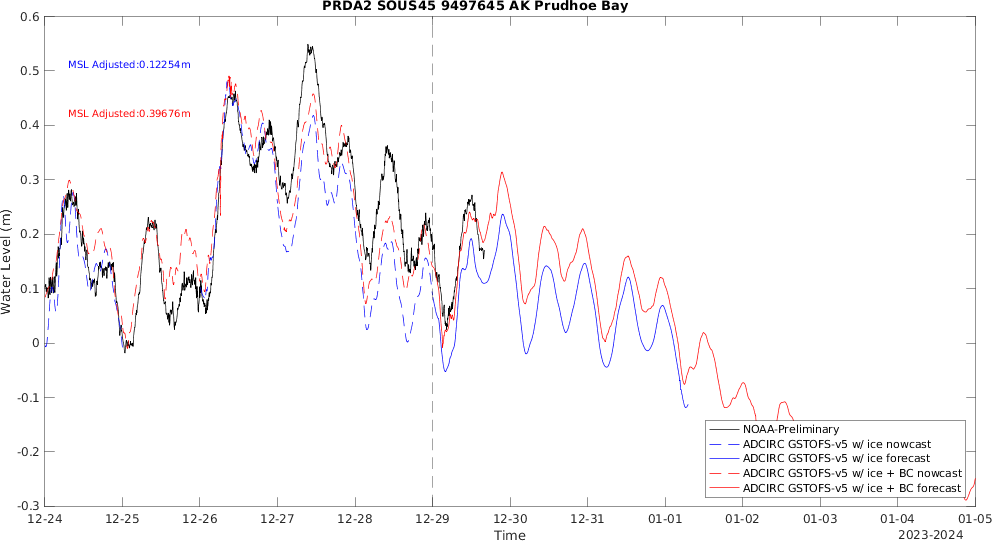 PRDA2 SOUS45 9497645 AK Prudhoe Bay
0.6
0.5
0.4
0.3
0.2
0.1
0
-0.1
-0.2
-0.3
Water Level (m)
MSL Adjusted:0.12254m
MSL Adjusted:0.39676m
NOAA-Preliminary
ADCIRC GSTOFS-v5 w/ ice nowcast
ADCIRC GSTOFS-v5 w/ ice forecast
ADCIRC GSTOFS-v5 w/ ice + BC nowcast
ADCIRC GSTOFS-v5 w/ ice + BC forecast
12-24 12-25 12-26 12-27 12-28 12-29 12-30 12-31 01-01 01-02 01-03 01-04 01-05
Time
2023-2024